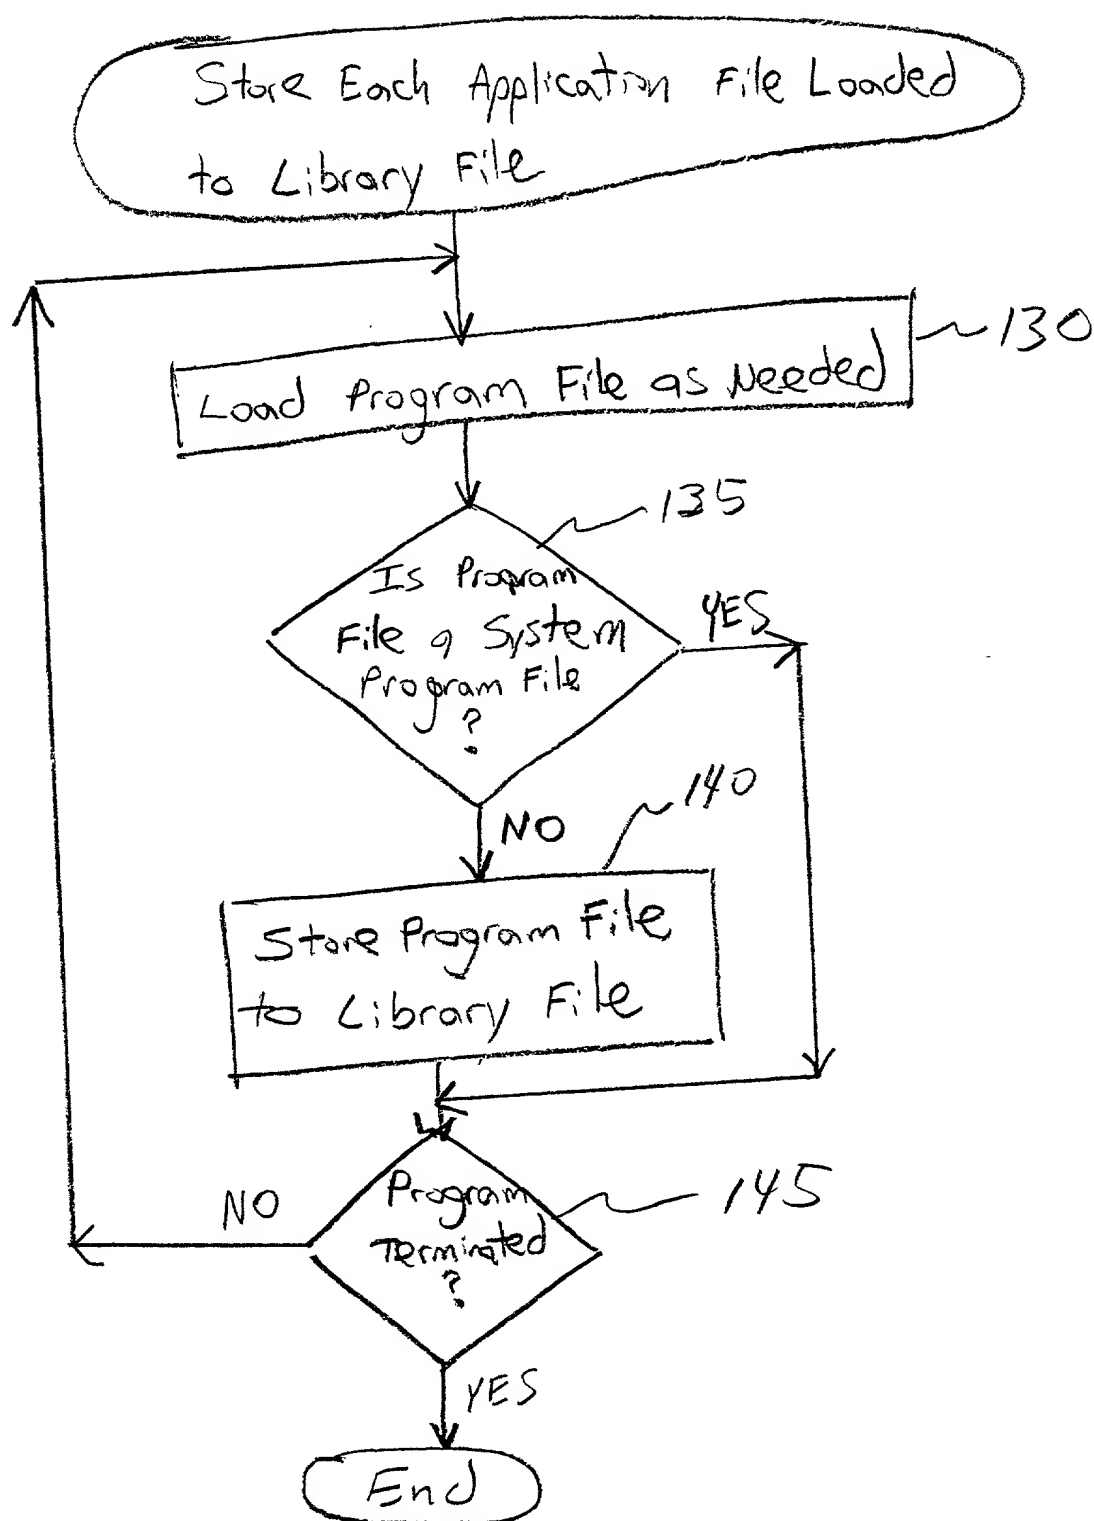 Store Each Application File Loaded
to Library File
130
Load Program File as Needed
135
Is Program
File a System
Program File
?
YES
NO
140
Store Program File
to Library File
Program
Terminated
?
145
NO
YES
End